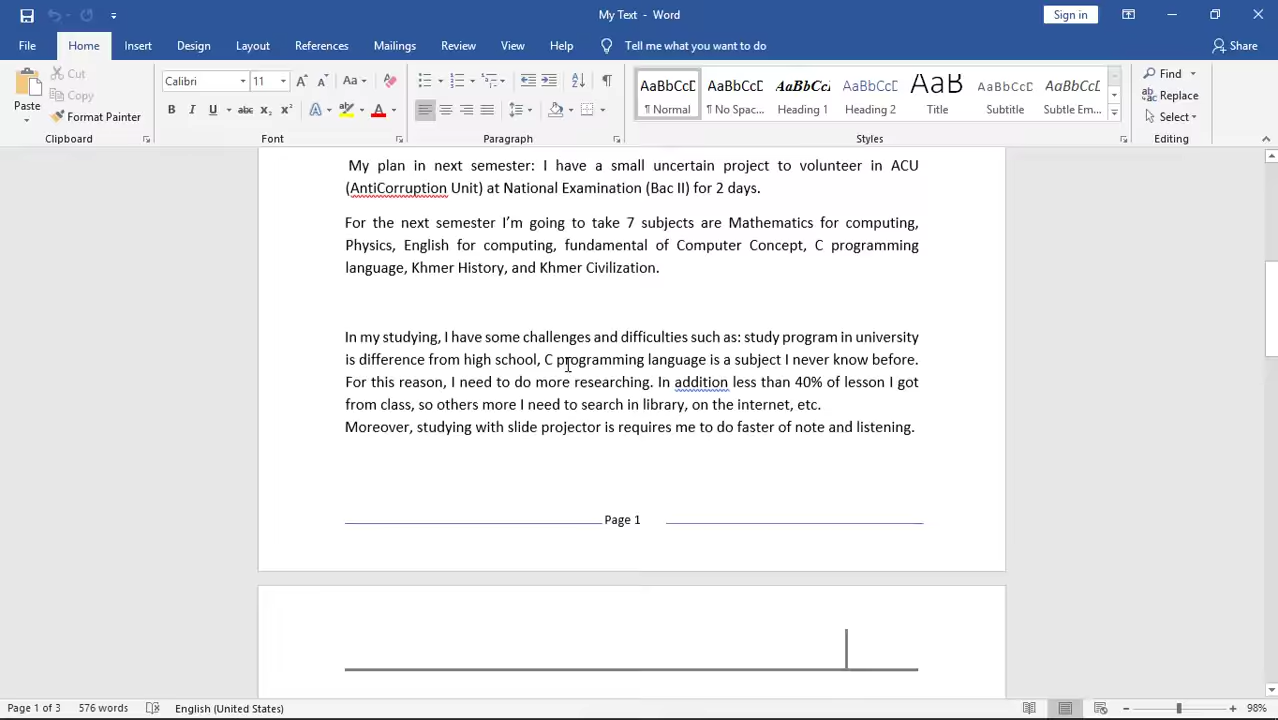 My Text - Word
Sign in
File Home Insert Design Layout References Mailings Review View Help Tell me what you want to do Share
Paste
Cut
Copy
Format Painter
Clipboard
Calibri 11
Font
Paragraph
AaBbCcD AaBbCcD AaBbCc AaBbCcD AaB AaBbCcD AaBbCcD
¶ Normal ¶ No Spac... Heading 1 Heading 2 Title Subtitle Subtle Em...
Styles
Find
Replace
Select
Editing
My plan in next semester: I have a small uncertain project to volunteer in ACU
(AntiCorruption Unit) at National Examination (Bac II) for 2 days.
For the next semester I'm going to take 7 subjects are Mathematics for computing,
Physics, English for computing, fundamental of Computer Concept, C programming
language, Khmer History, and Khmer Civilization.
In my studying, I have some challenges and difficulties such as: study program in university
is difference from high school, C programming language is a subject I never know before.
For this reason, I need to do more researching. In addition less than 40% of lesson I got
from class, so others more I need to search in library, on the internet, etc.
Moreover, studying with slide projector is requires me to do faster of note and listening.
Page 1
Page 1 of 3 576 words English (United States) 98%